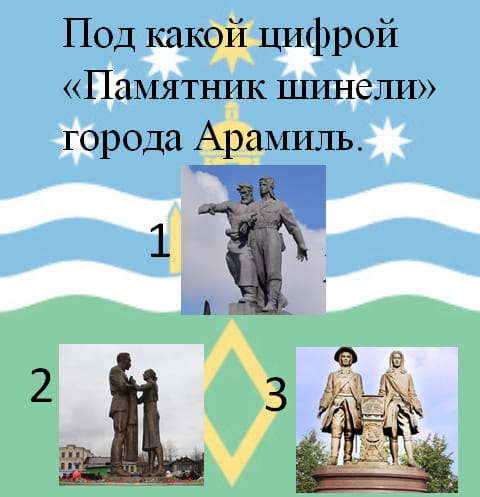 Под какой цифрой
«Памятник шинели»
города Арамиль.
1
2
3